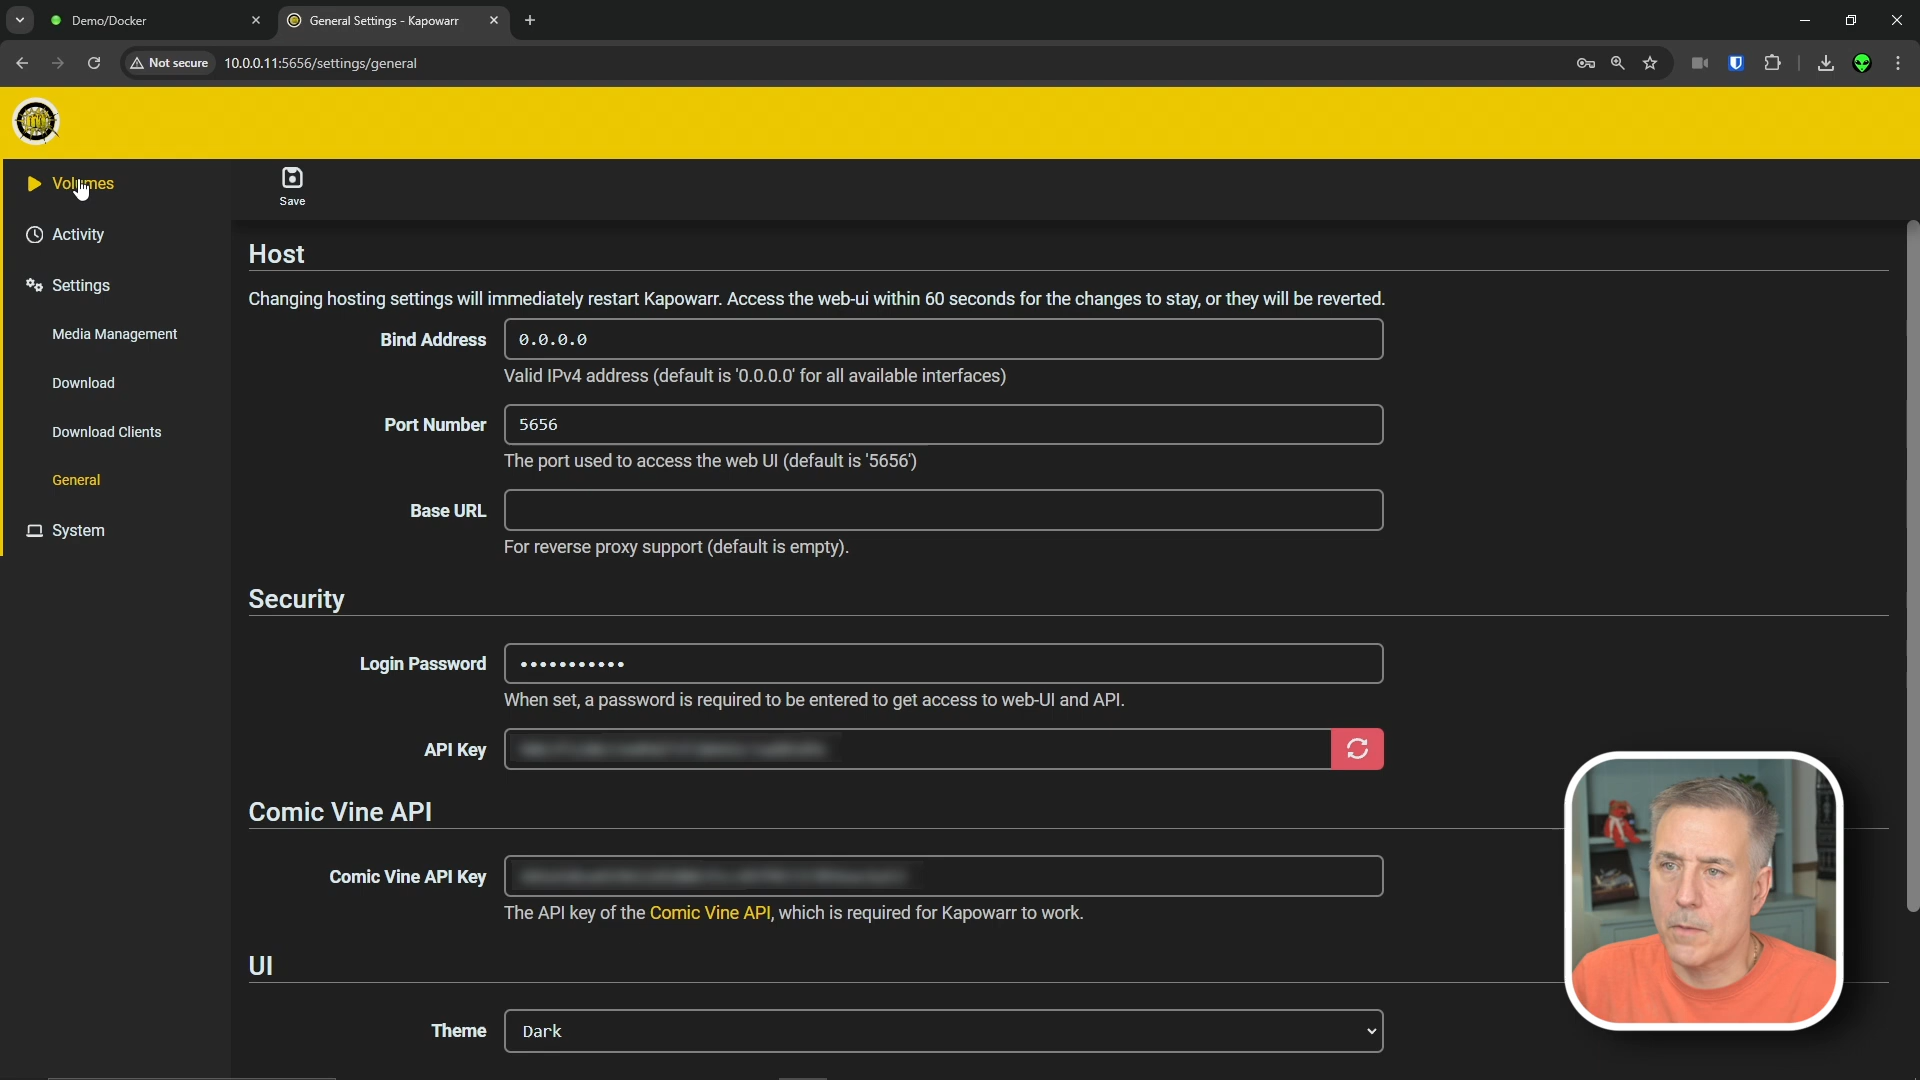 Demo/Docker
General Settings - Kapowarr
Not secure
10.0.0.11:5656/settings/general
Volumes
Save
Activity
Host
Settings
Changing hosting settings will immediately restart Kapowarr. Access the web-ui within 60 seconds for the changes to stay, or they will be reverted.
Media Management
Bind Address
0.0.0.0
Valid IPv4 address (default is '0.0.0.0' for all available interfaces)
Download
Port Number
5656
Download Clients
The port used to access the web UI (default is '5656')
General
Base URL
System
For reverse proxy support (default is empty).
Security
Login Password
When set, a password is required to be entered to get access to web-UI and API.
API Key
Comic Vine API
Comic Vine API Key
The API key of the Comic Vine API, which is required for Kapowarr to work.
UI
Theme
Dark